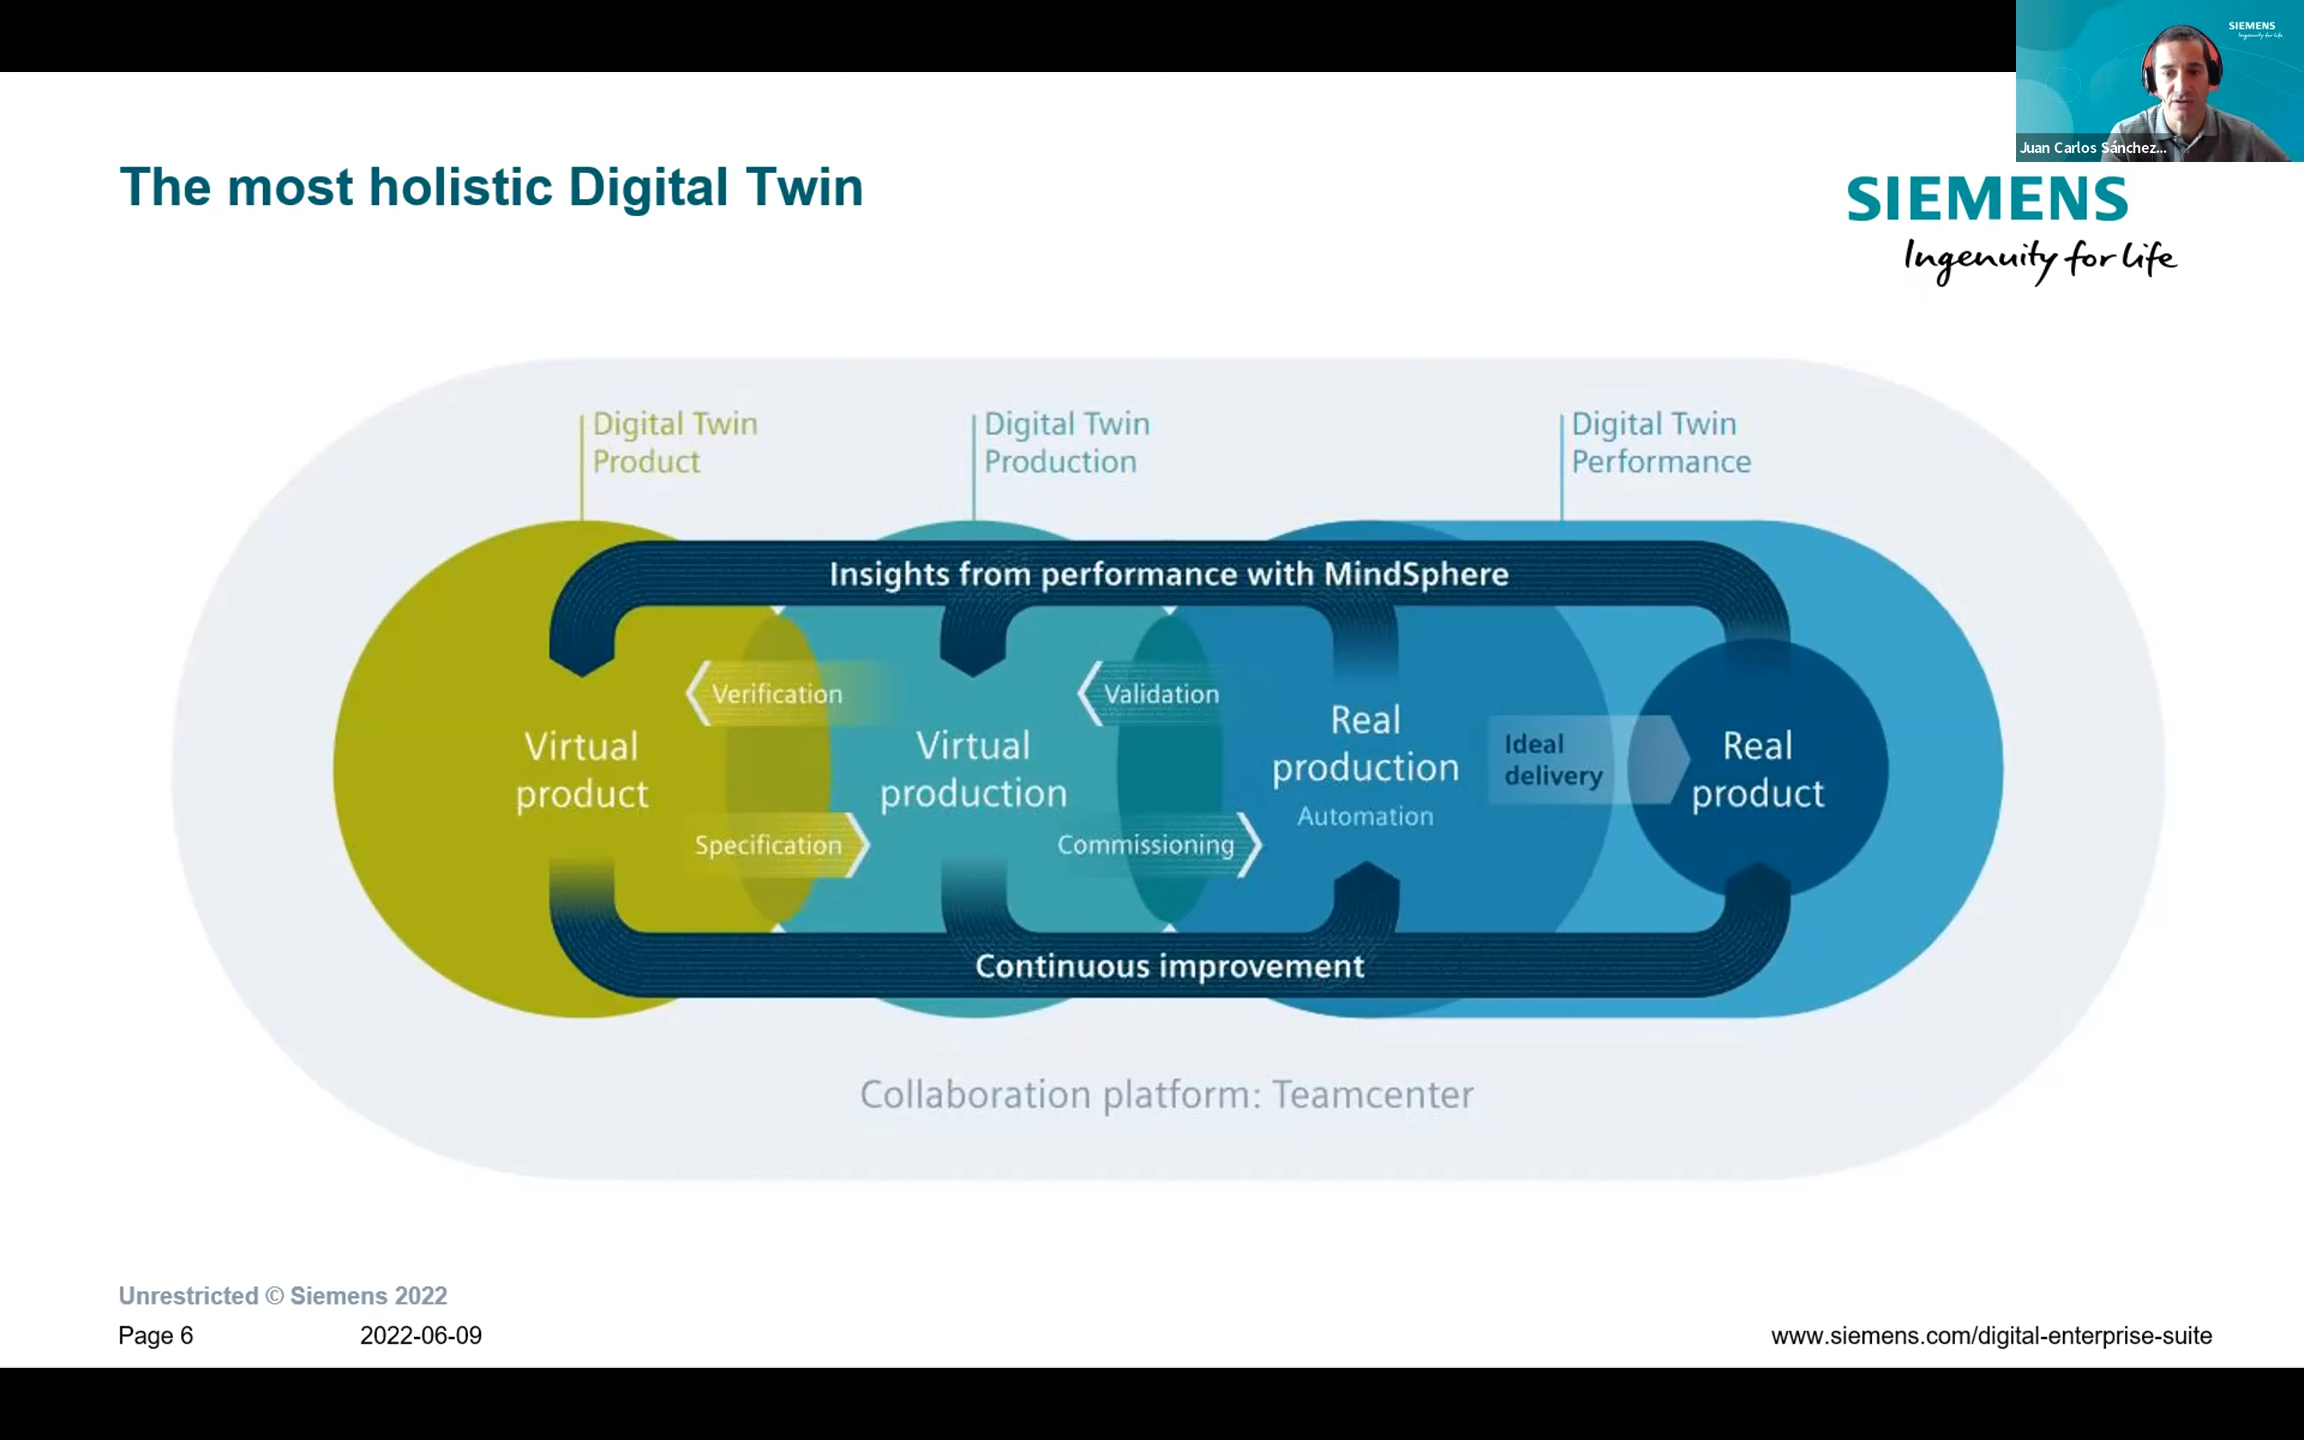 SIEMENS
Ingenuity for life
Juan Carlos Sánchez...
The most holistic Digital Twin
SIEMENS
Ingenuity for life
Digital Twin
Product
Digital Twin
Production
Digital Twin
Performance
Insights from performance with MindSphere
Verification
Validation
Virtual
product
Virtual
production
Real
production
Automation
Ideal
delivery
Real
product
Specification
Commissioning
Continuous improvement
Collaboration platform: Teamcenter
Unrestricted © Siemens 2022
Page 6
2022-06-09
www.siemens.com/digital-enterprise-suite